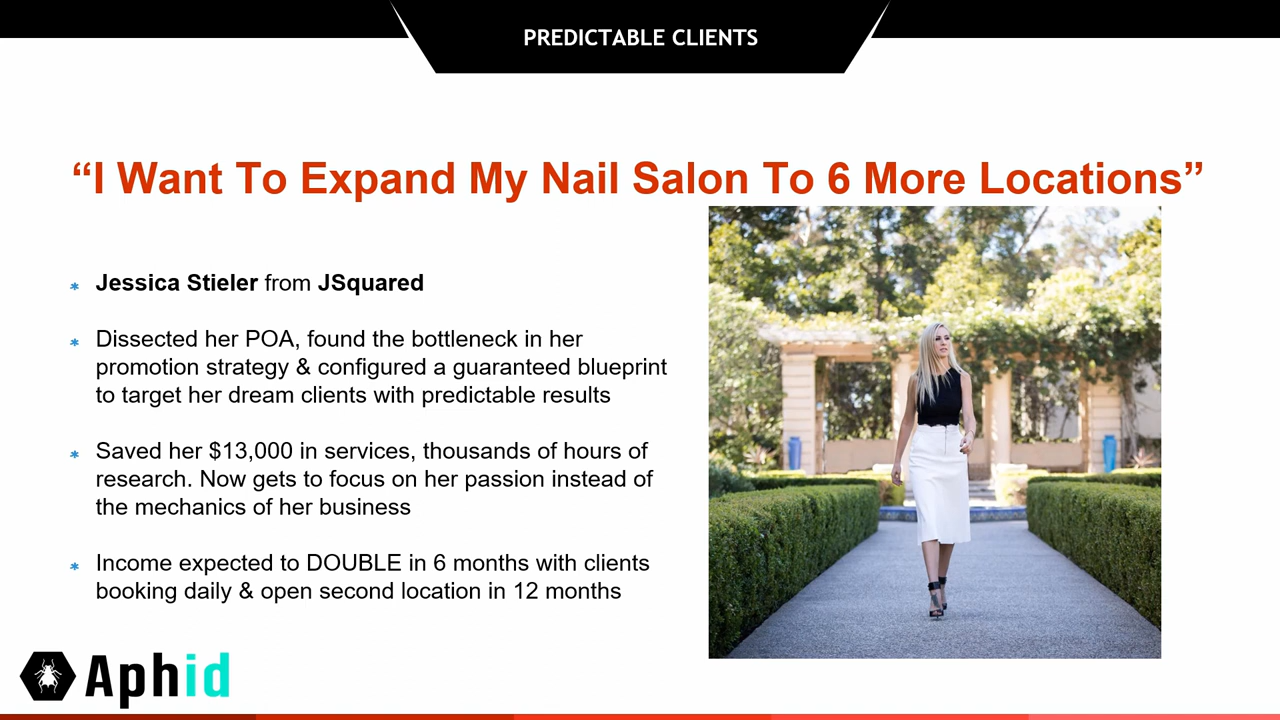 PREDICTABLE CLIENTS
“I Want To Expand My Nail Salon To 6 More Locations”
* Jessica Stieler from JSquared
* Dissected her POA, found the bottleneck in her
promotion strategy & configured a guaranteed blueprint
to target her dream clients with predictable results
* Saved her $13,000 in services, thousands of hours of
research. Now gets to focus on her passion instead of
the mechanics of her business
* Income expected to DOUBLE in 6 months with clients
booking daily & open second location in 12 months
Aphid